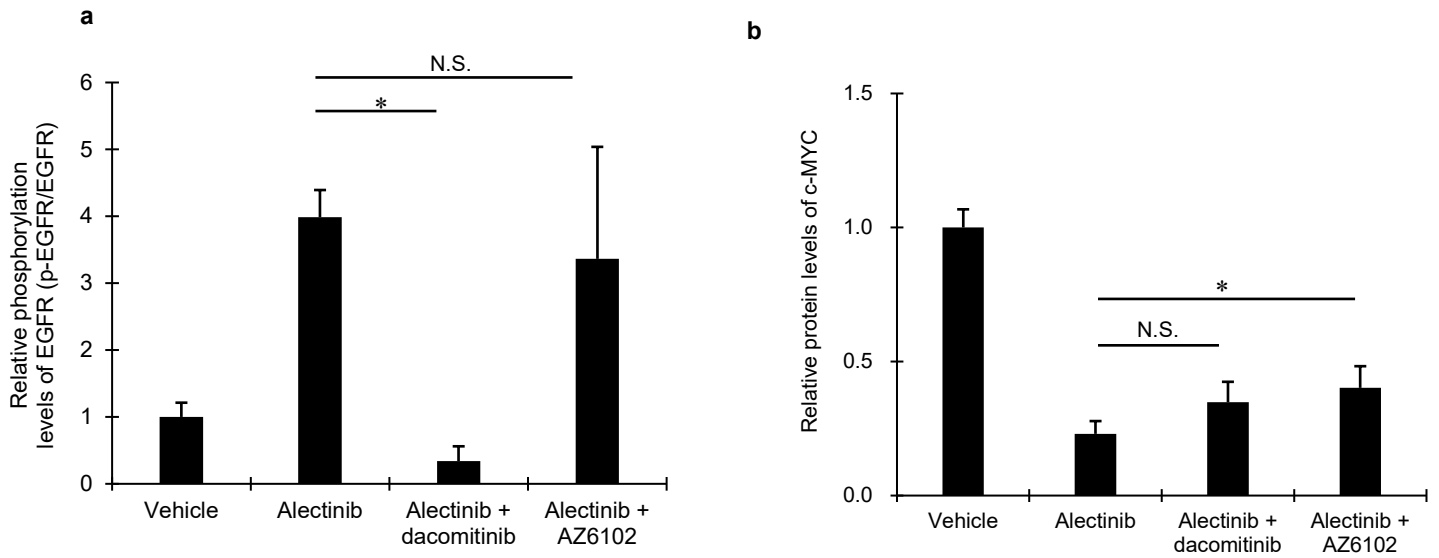 a
N.S.
*
6
5
4
3
2
1
0
Relative phosphorylation
levels of EGFR (p-EGFR/EGFR)
Vehicle
Alectinib
Alectinib +
dacomitinib
Alectinib +
AZ6102
b
1.5
1.0
0.5
0.0
Relative protein levels of c-MYC
*
N.S.
Vehicle
Alectinib
Alectinib +
dacomitinib
Alectinib +
AZ6102